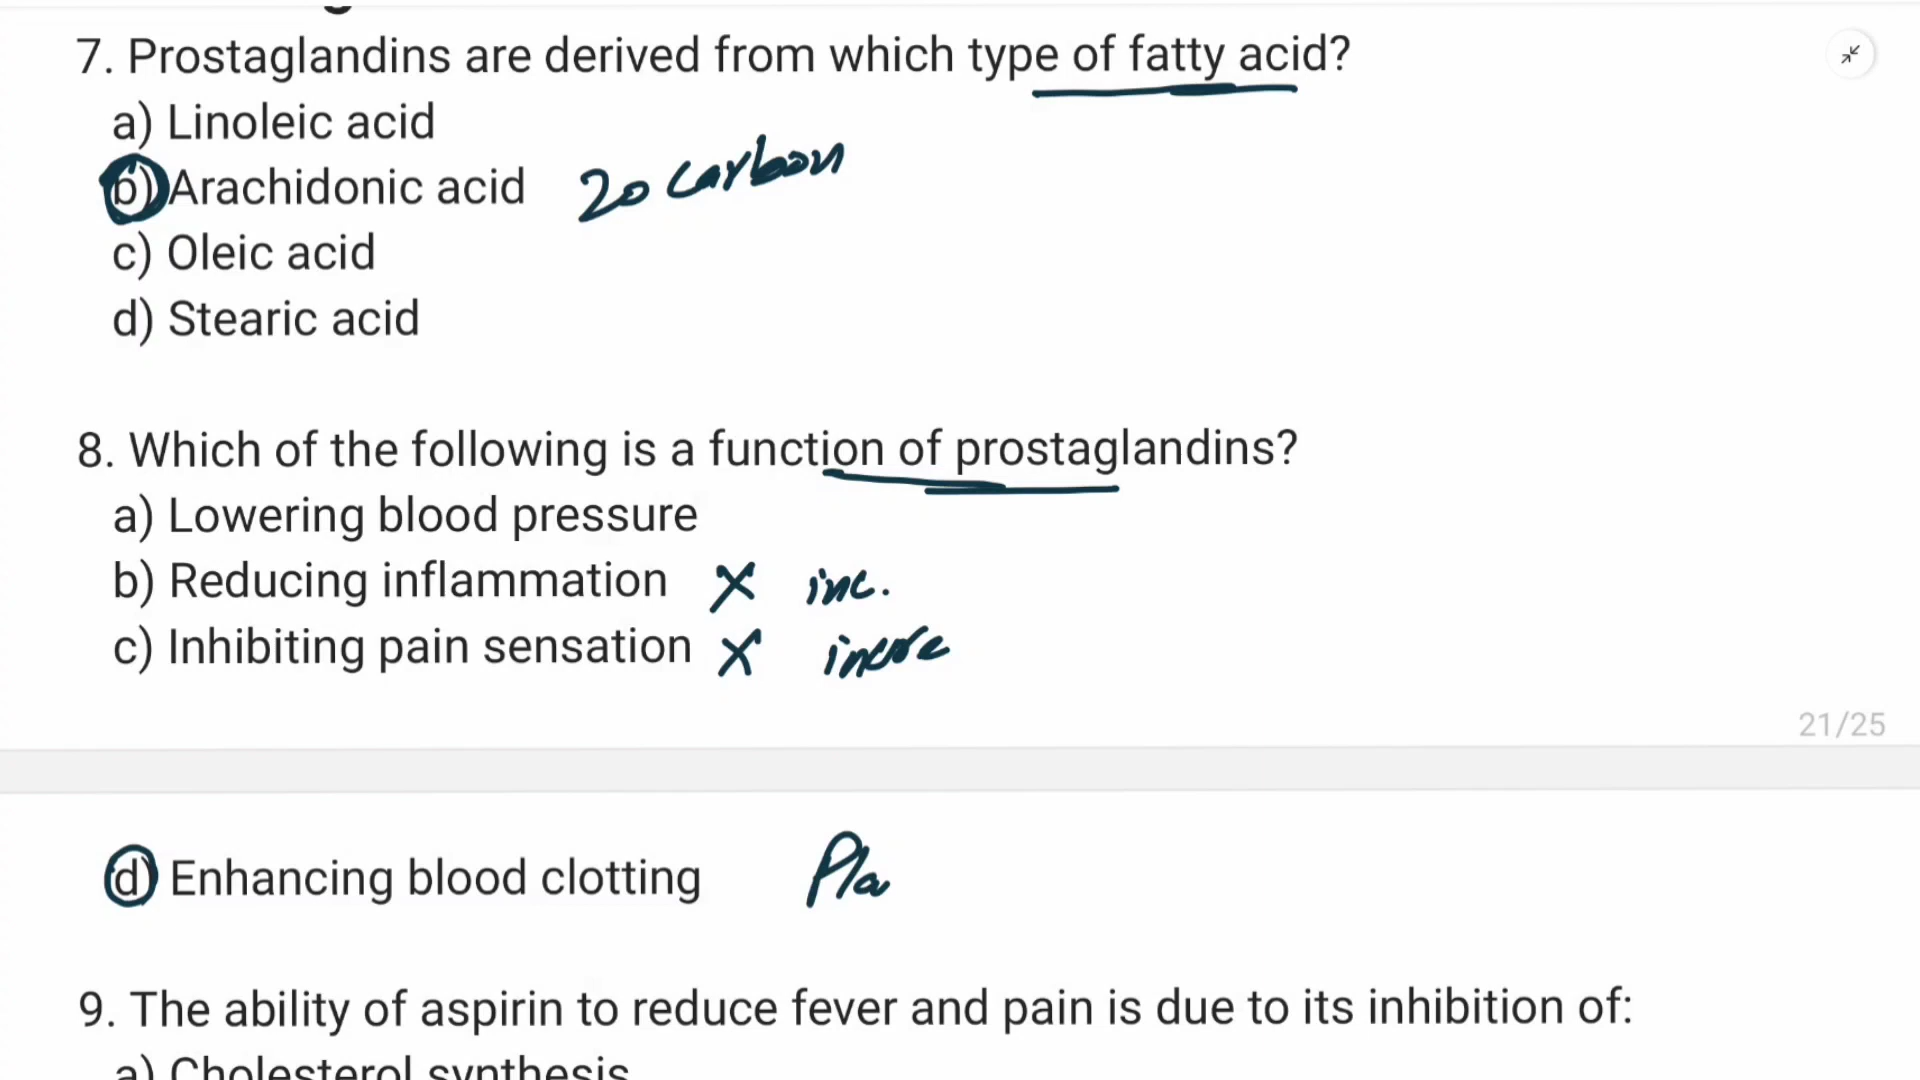 7. Prostaglandins are derived from which type of fatty acid?
a) Linoleic acid
b) Arachidonic acid 20 carbon
c) Oleic acid
d) Stearic acid
8. Which of the following is a function of prostaglandins?
a) Lowering blood pressure
b) Reducing inflammation X inc.
c) Inhibiting pain sensation X
21/25
d) Enhancing blood clotting Pla
9. The ability of aspirin to reduce fever and pain is due to its inhibition of:
a) Cholesterol synthesis